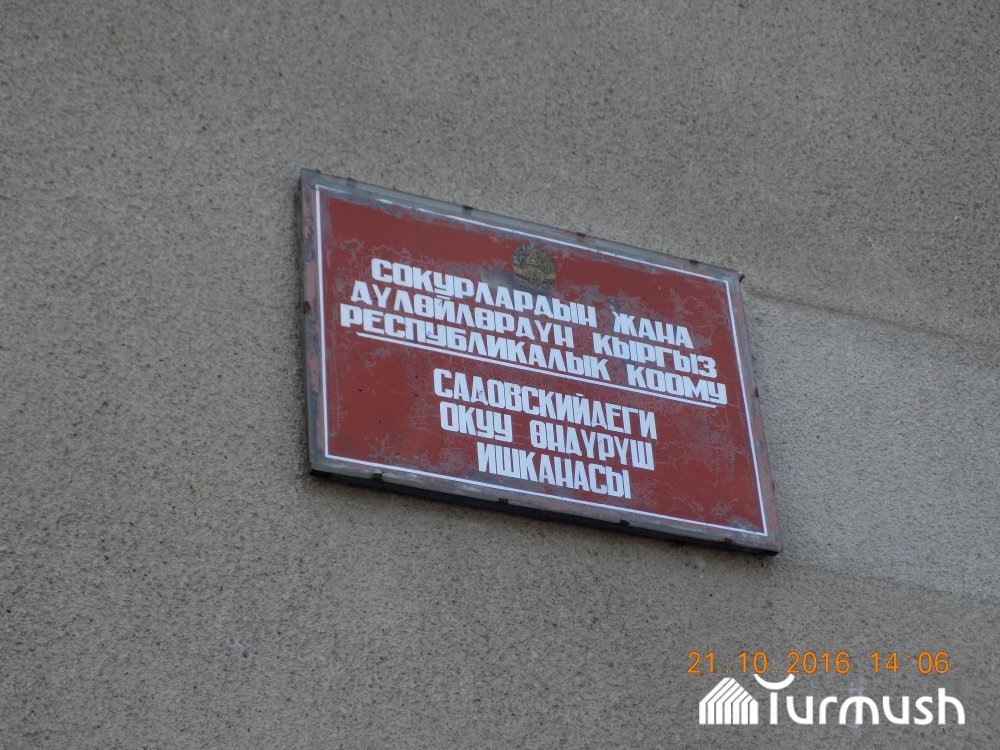 СОКУРЛАРДЫН ЖАНА
ДҮЛӨЙЛӨРДҮН КЫРГЫЗ
РЕСПУБЛИКАЛЫК КООМУ
САДОВСКИЙДЕГИ
ОКУУ ӨНДҮРҮШ
ИШКАНАСЫ
21.10.2016 14:06
Turmush